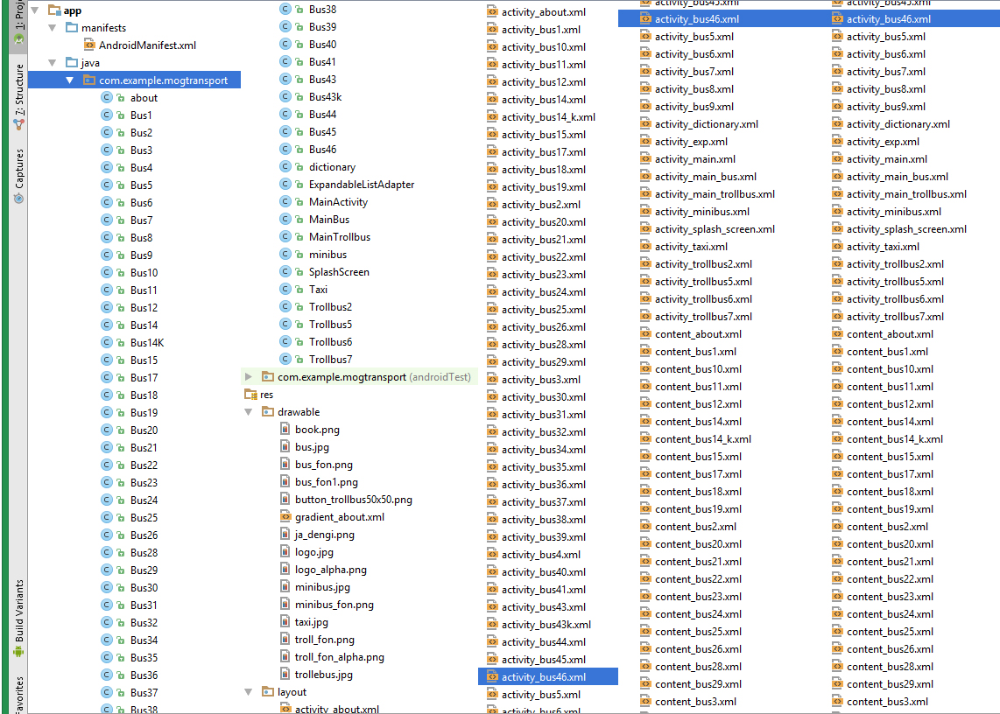 1: Proj
7: Structure
Captures
Build Variants
Favorites
app
manifests
AndroidManifest.xml
java
com.example.mogtransport
about
Bus1
Bus2
Bus3
Bus4
Bus5
Bus6
Bus7
Bus8
Bus9
Bus10
Bus11
Bus12
Bus14
Bus14K
Bus15
Bus17
Bus18
Bus19
Bus20
Bus21
Bus22
Bus23
Bus24
Bus25
Bus26
Bus28
Bus29
Bus30
Bus31
Bus32
Bus34
Bus35
Bus36
Bus37
Bus38
Bus38
Bus39
Bus40
Bus41
Bus43
Bus43k
Bus44
Bus45
Bus46
dictionary
ExpandableListAdapter
MainActivity
MainBus
MainTrollbus
minibus
SplashScreen
Taxi
Trollbus2
Trollbus5
Trollbus6
Trollbus7
com.example.mogtransport (androidTest)
res
drawable
book.png
bus.jpg
bus_fon.png
bus_fon1.png
button_trollbus50x50.png
gradient_about.xml
ja_dengi.png
logo.jpg
logo_alpha.png
minibus.jpg
minibus_fon.png
taxi.jpg
troll_fon.png
troll_fon_alpha.png
trollebus.jpg
layout
activity_about.xml
activity_about.xml
activity_bus1.xml
activity_bus10.xml
activity_bus11.xml
activity_bus12.xml
activity_bus14.xml
activity_bus14_k.xml
activity_bus15.xml
activity_bus17.xml
activity_bus18.xml
activity_bus19.xml
activity_bus2.xml
activity_bus20.xml
activity_bus21.xml
activity_bus22.xml
activity_bus23.xml
activity_bus24.xml
activity_bus25.xml
activity_bus26.xml
activity_bus28.xml
activity_bus29.xml
activity_bus3.xml
activity_bus30.xml
activity_bus31.xml
activity_bus32.xml
activity_bus34.xml
activity_bus35.xml
activity_bus36.xml
activity_bus37.xml
activity_bus38.xml
activity_bus39.xml
activity_bus4.xml
activity_bus40.xml
activity_bus41.xml
activity_bus43.xml
activity_bus43k.xml
activity_bus44.xml
activity_bus45.xml
activity_bus46.xml
activity_bus5.xml
activity_bus6.xml
activity_bus45.xml
activity_bus46.xml
activity_bus5.xml
activity_bus6.xml
activity_bus7.xml
activity_bus8.xml
activity_bus9.xml
activity_dictionary.xml
activity_exp.xml
activity_main.xml
activity_main_bus.xml
activity_main_trollbus.xml
activity_minibus.xml
activity_splash_screen.xml
activity_taxi.xml
activity_trollbus2.xml
activity_trollbus5.xml
activity_trollbus6.xml
activity_trollbus7.xml
content_about.xml
content_bus1.xml
content_bus10.xml
content_bus11.xml
content_bus12.xml
content_bus14.xml
content_bus14_k.xml
content_bus15.xml
content_bus17.xml
content_bus18.xml
content_bus19.xml
content_bus2.xml
content_bus20.xml
content_bus21.xml
content_bus22.xml
content_bus23.xml
content_bus24.xml
content_bus25.xml
content_bus26.xml
content_bus28.xml
content_bus29.xml
content_bus3.xml
activity_bus45.xml
activity_bus46.xml
activity_bus5.xml
activity_bus6.xml
activity_bus7.xml
activity_bus8.xml
activity_bus9.xml
activity_dictionary.xml
activity_exp.xml
activity_main.xml
activity_main_bus.xml
activity_main_trollbus.xml
activity_minibus.xml
activity_splash_screen.xml
activity_taxi.xml
activity_trollbus2.xml
activity_trollbus5.xml
activity_trollbus6.xml
activity_trollbus7.xml
content_about.xml
content_bus1.xml
content_bus10.xml
content_bus11.xml
content_bus12.xml
content_bus14.xml
content_bus14_k.xml
content_bus15.xml
content_bus17.xml
content_bus18.xml
content_bus19.xml
content_bus2.xml
content_bus20.xml
content_bus21.xml
content_bus22.xml
content_bus23.xml
content_bus24.xml
content_bus25.xml
content_bus26.xml
content_bus28.xml
content_bus29.xml
content_bus3.xml